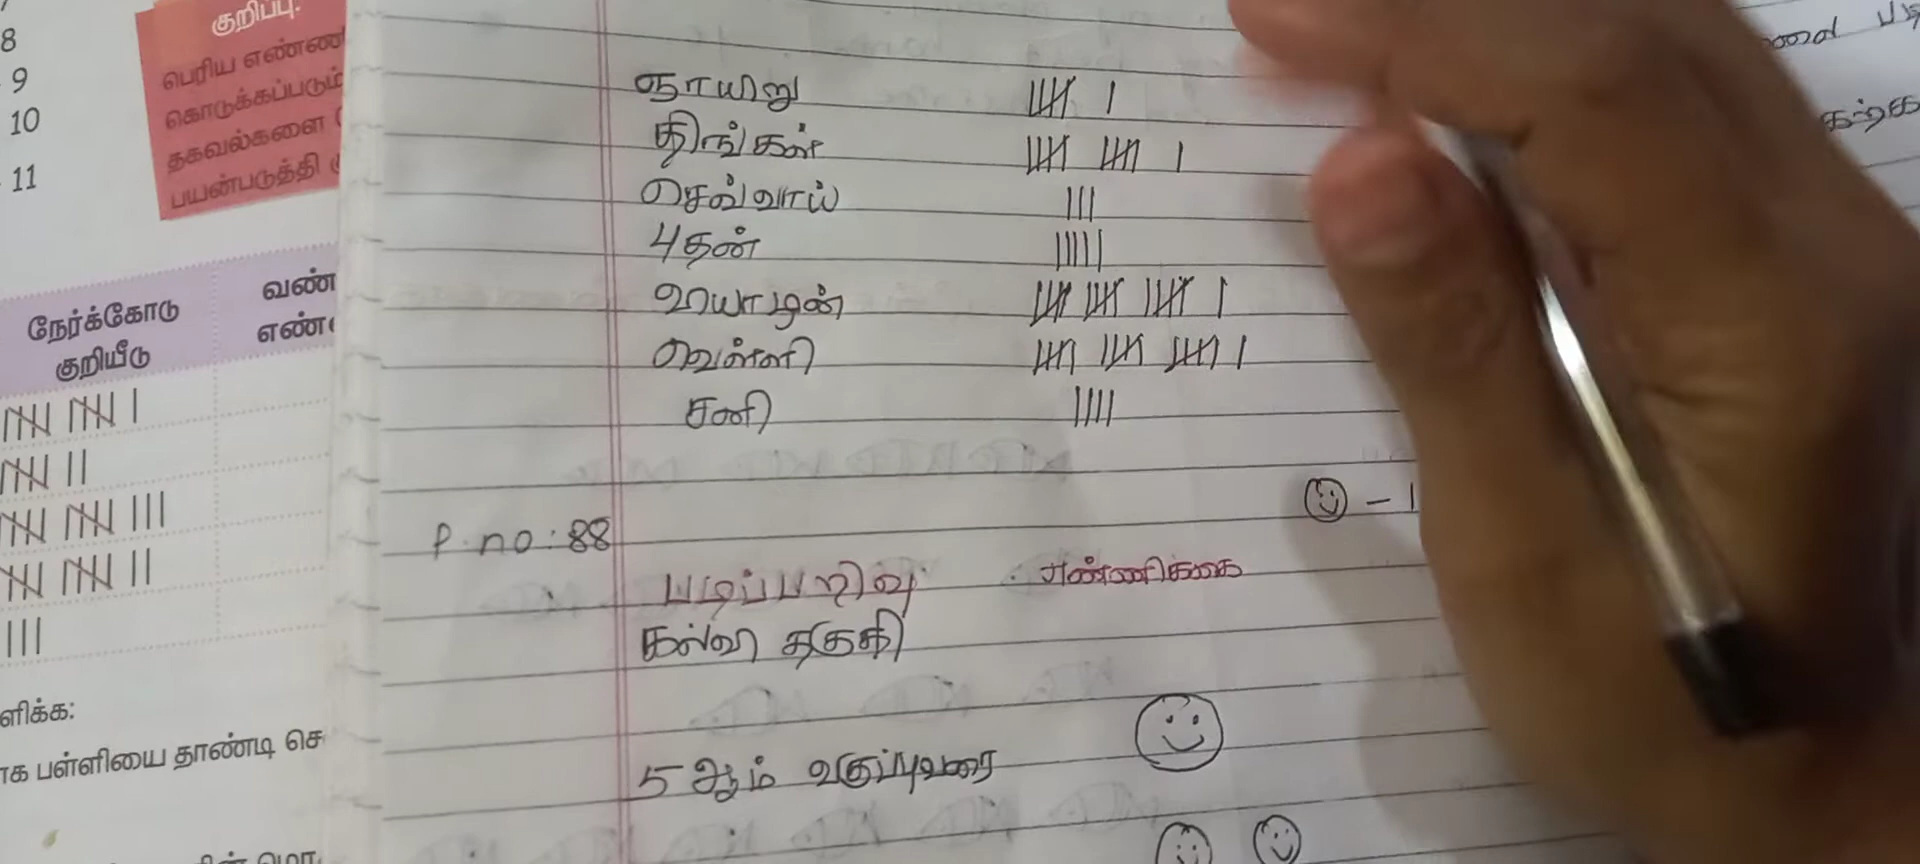 8
9
10
11
குறிப்பு:
பெரிய எண்ண
கொடுக்கப்படும்
தகவல்களை
பயன்படுத்தி
நேர்க்கோடு
குறியீடு
வண்
எண்
ளிக்க:
ாக பள்ளியை தாண்டி செ
ஞாயிறு
திங்கள்
செவ்வாய்
புதன்
வியாழன்
வெள்ளி
சனி
- 1
P. no: 88
படிப்பறிவு எண்ணிக்கை
கல்வி தகுதி
5 ஆம் வகுப்புவரை